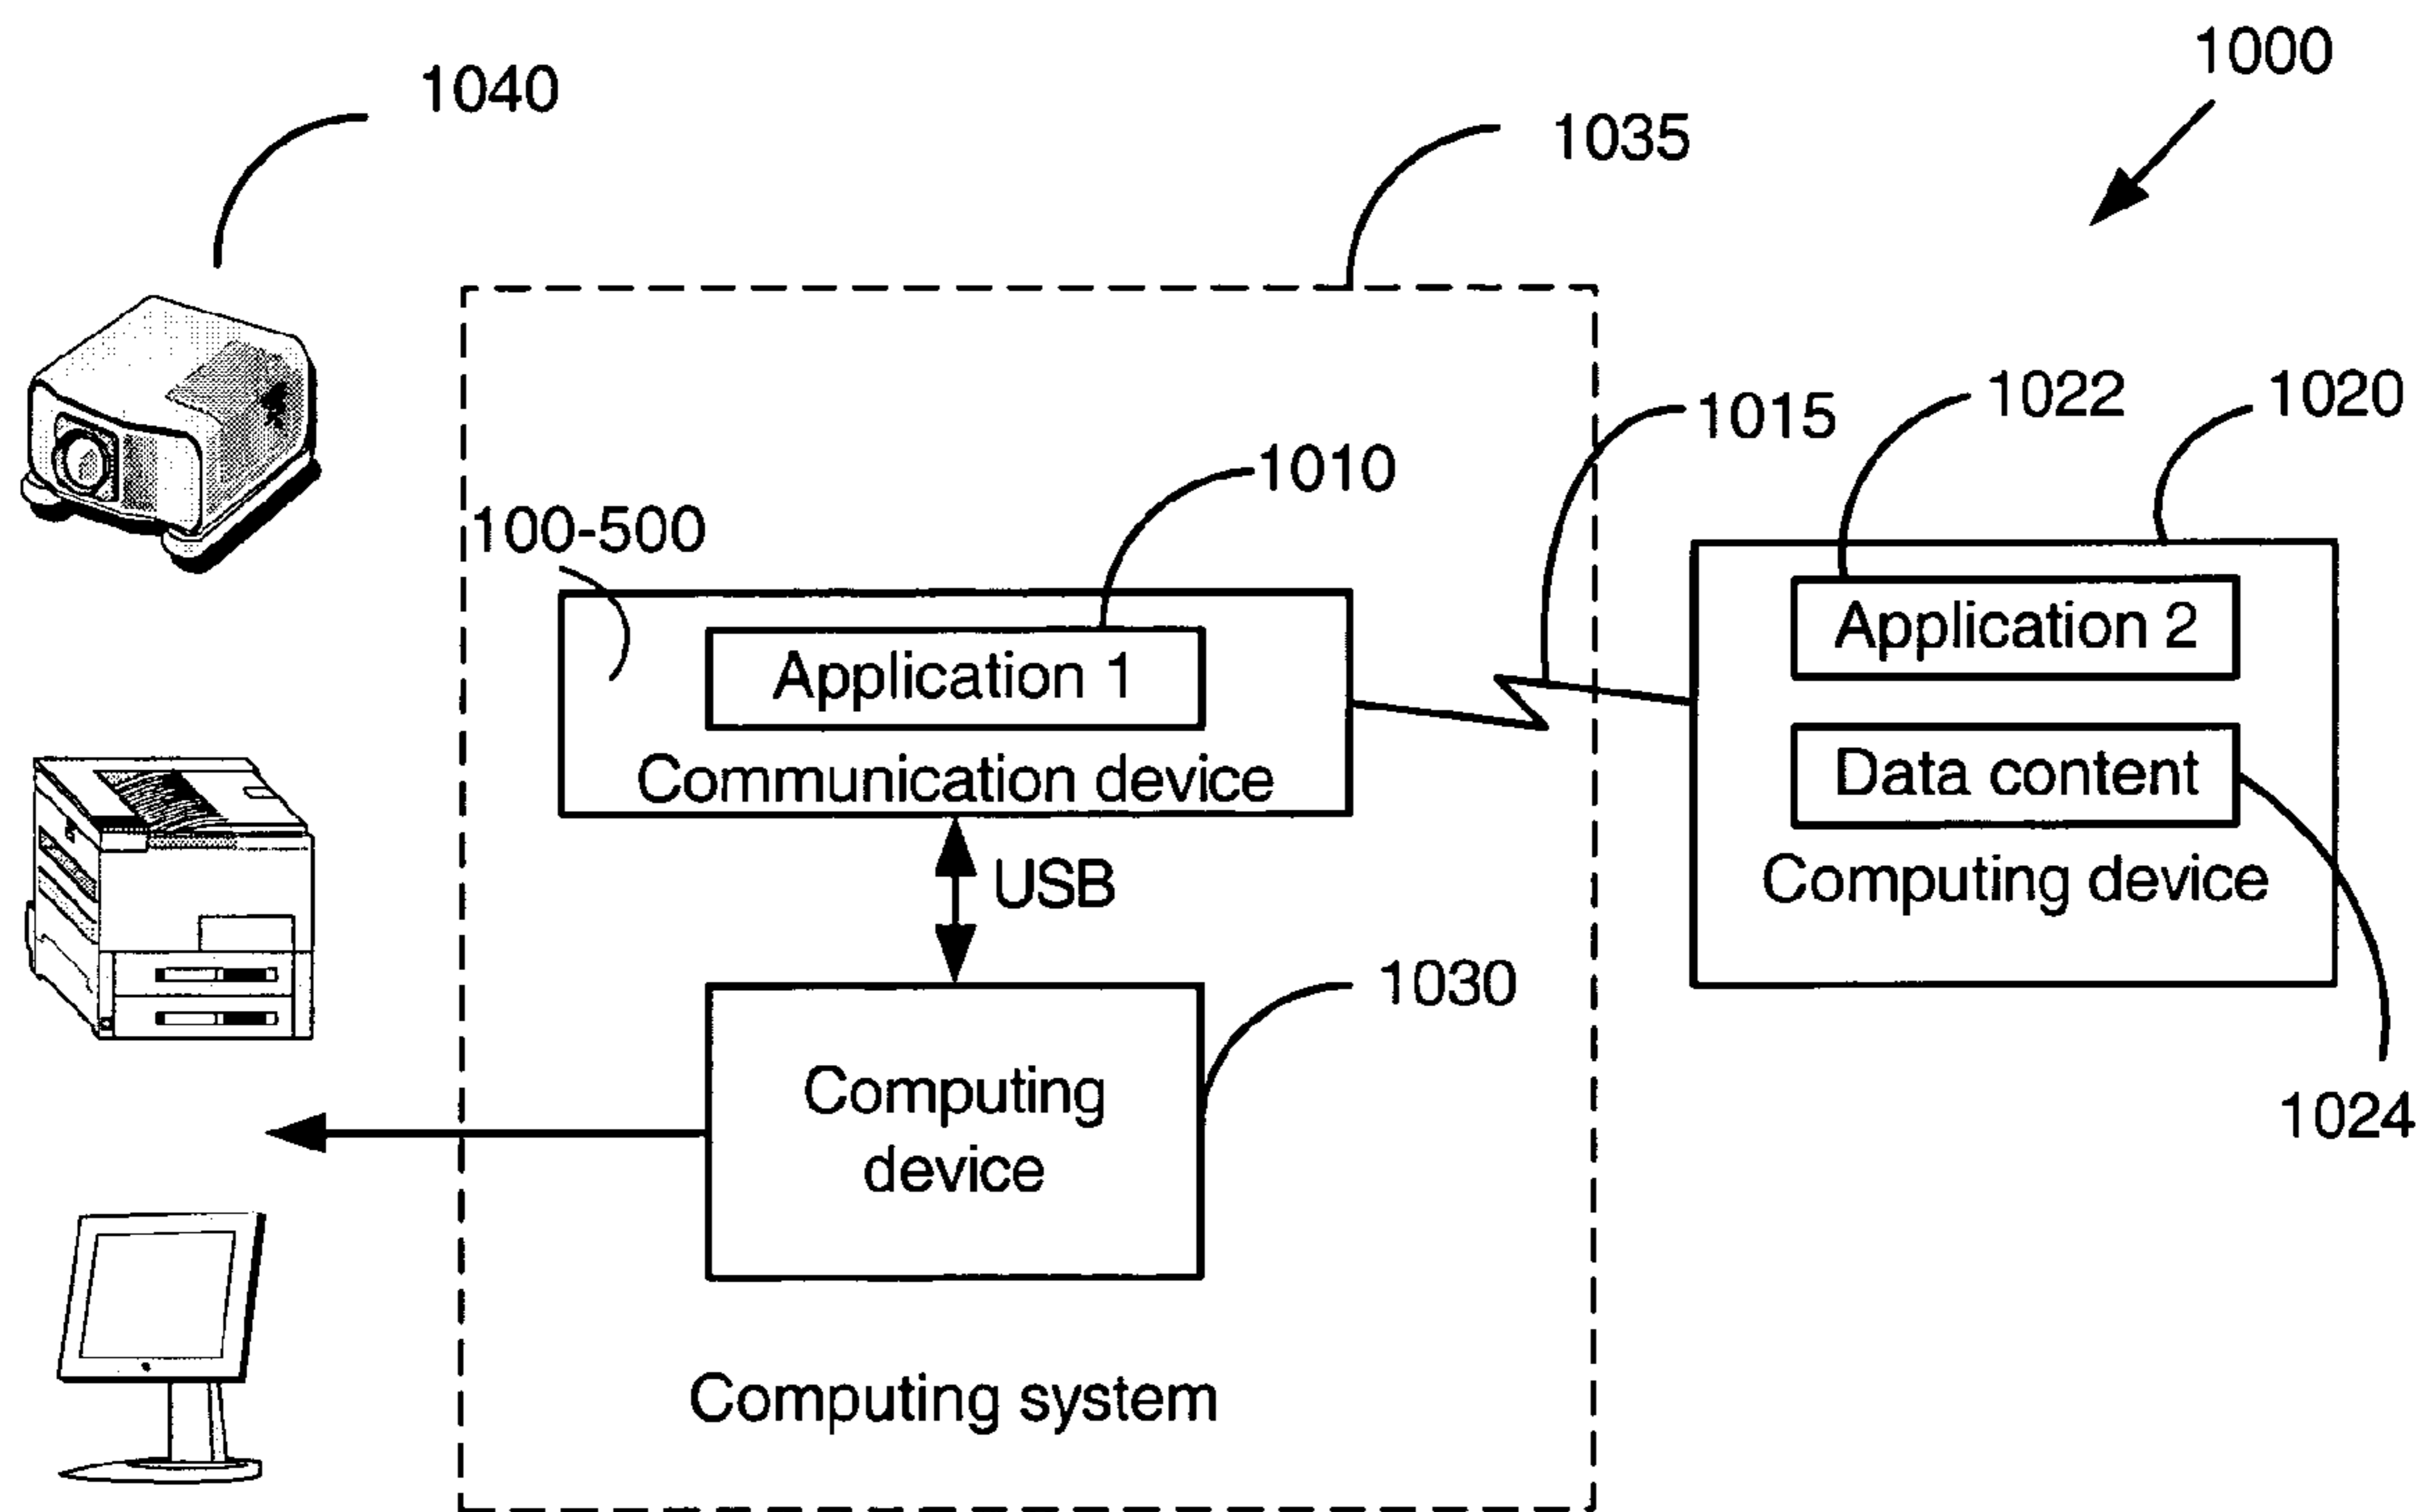 1000
1040
1035
1022
1020
1015
1010
100-500
Application 1
Communication device
Application 2
Data content
Computing device
USB
1030
Computing
device
1024
Computing system